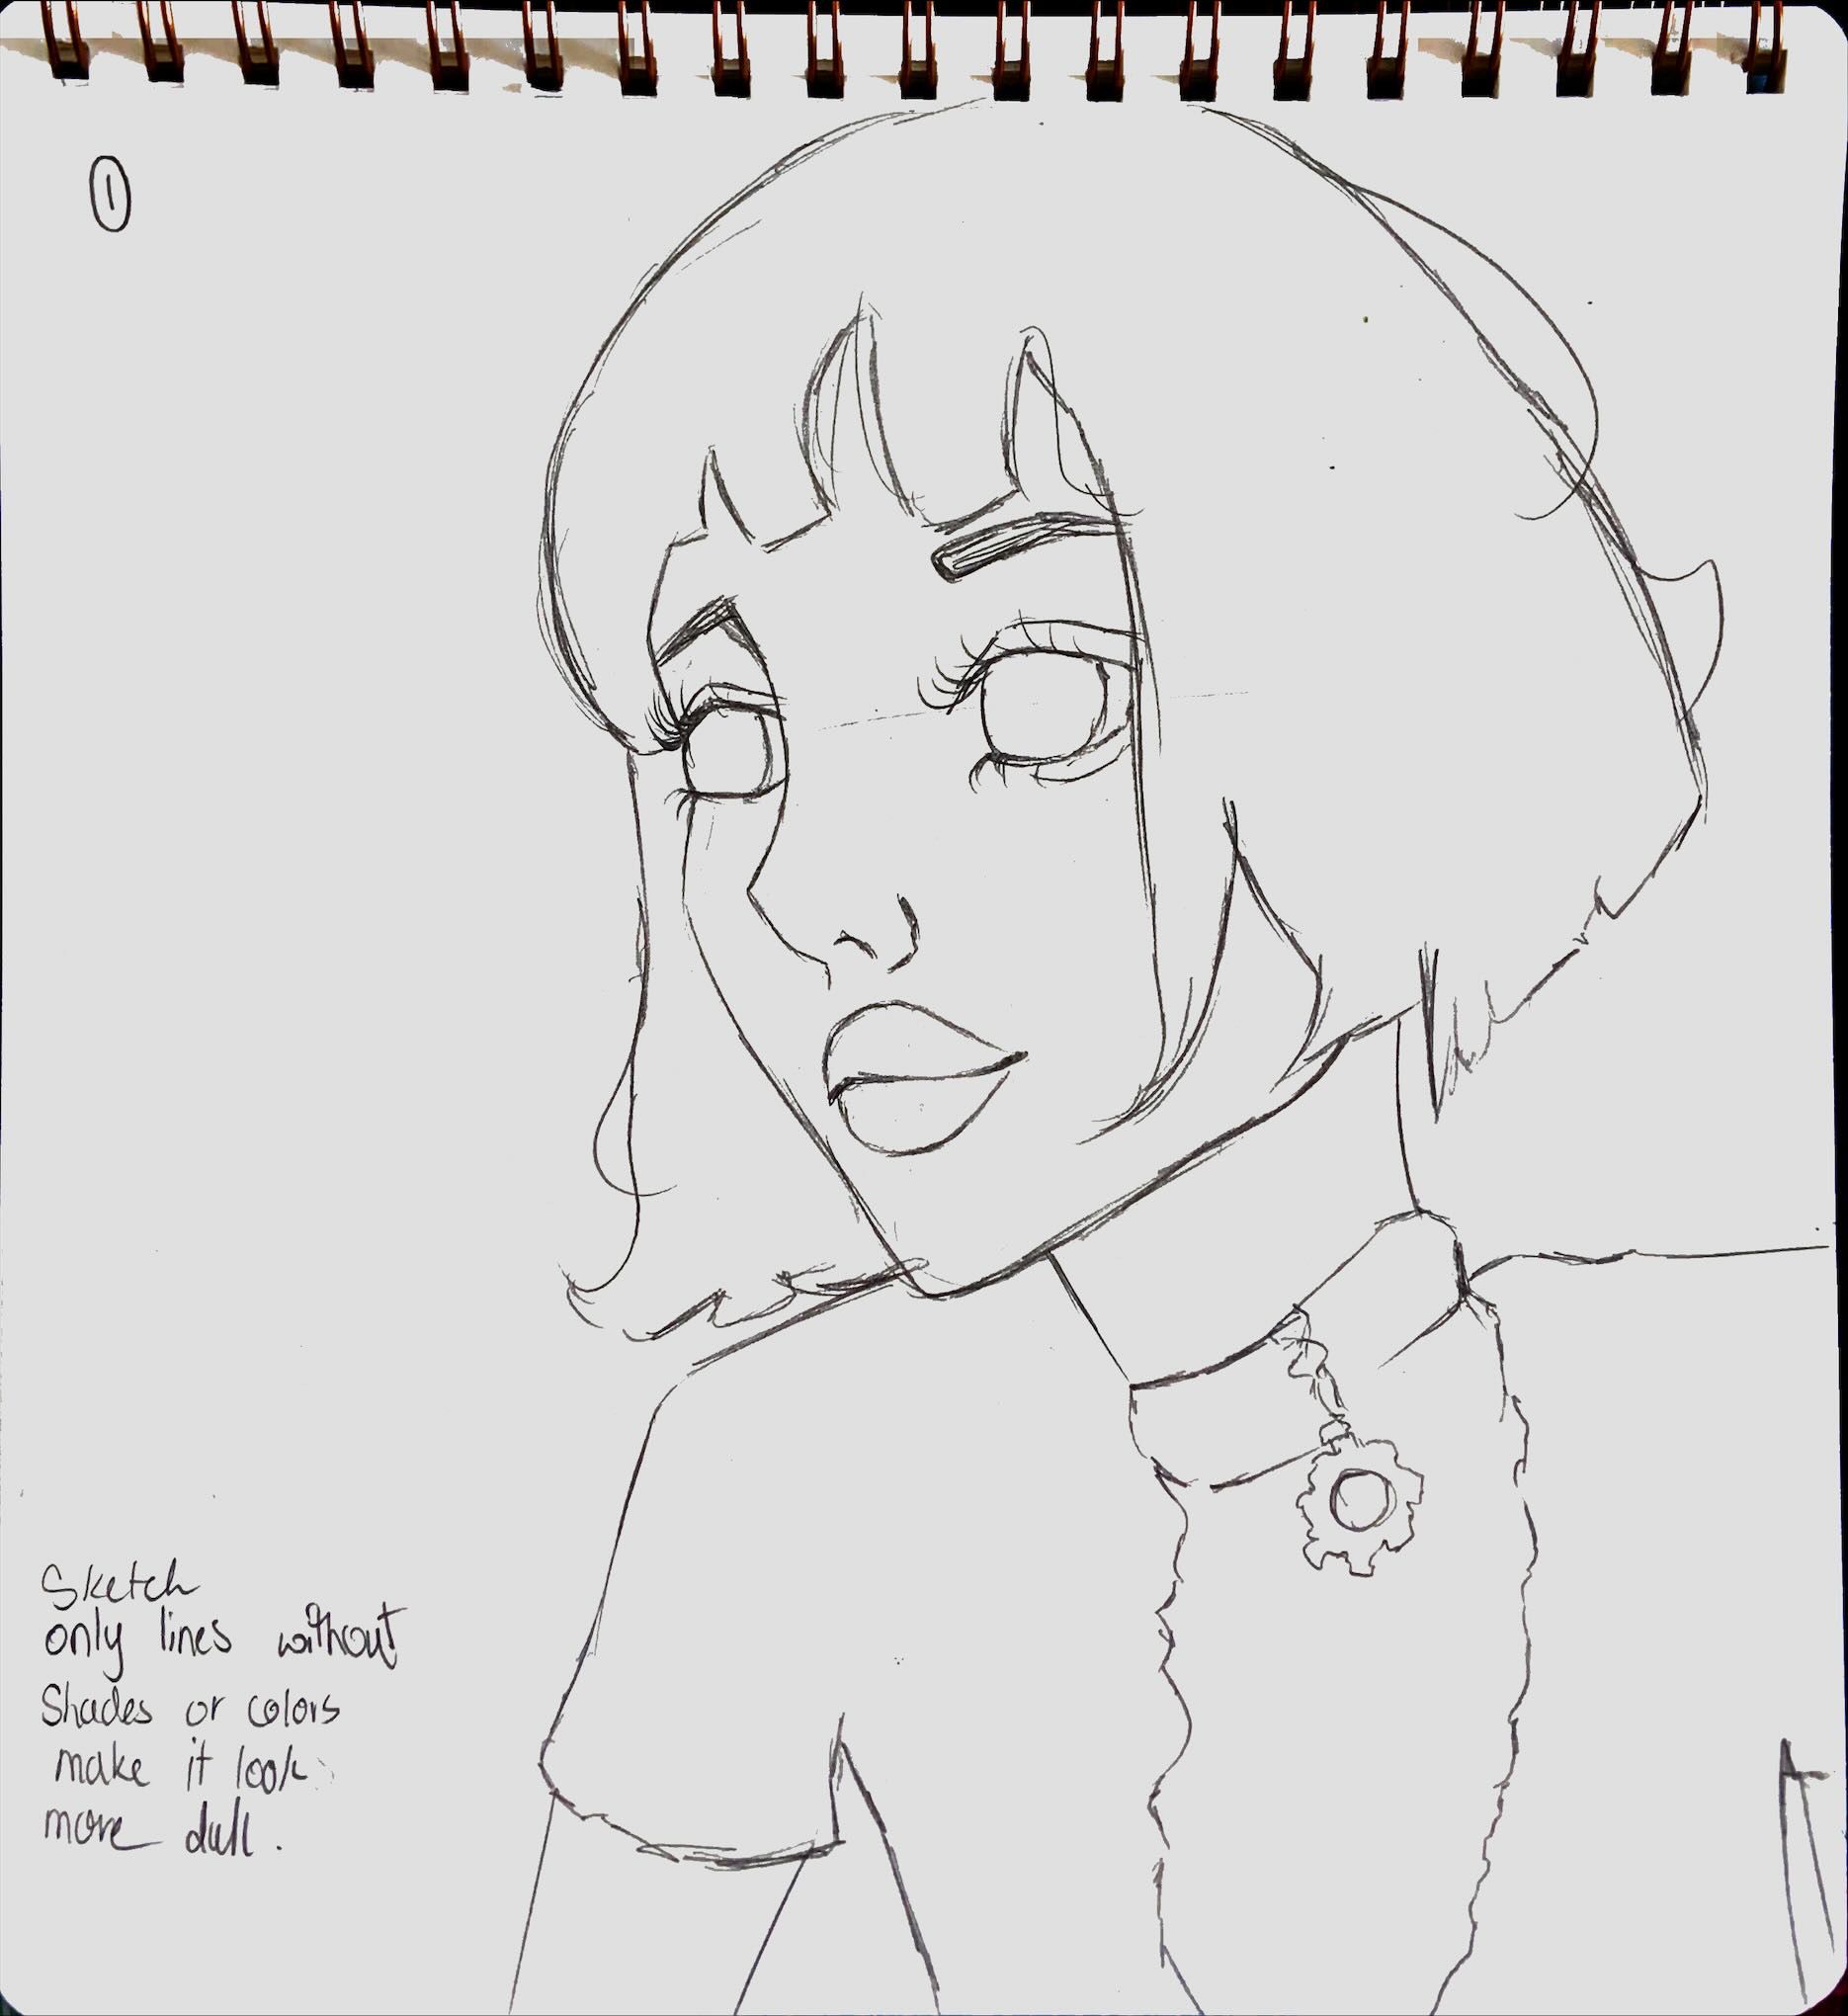 1
Sketch
only lines without
Shades or colors
make it look
more dull.